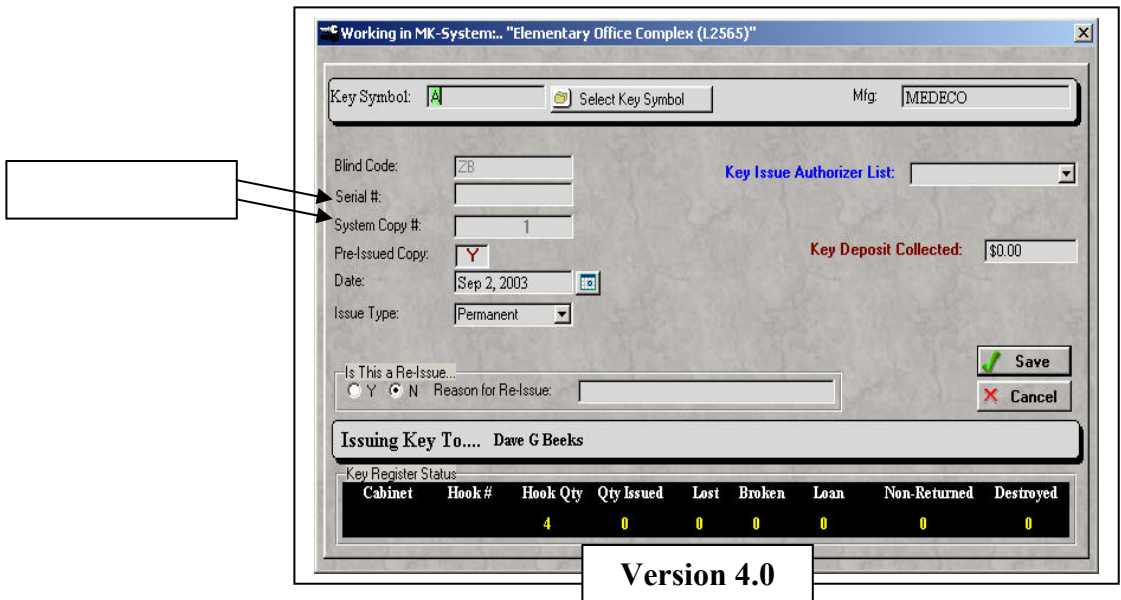 Working in MK-System:.. "Elementary Office Complex (L2565)"
Key Symbol: A Select Key Symbol Mfg: MEDECO
Blind Code: ZB Key Issue Authorizer List:
Serial #:
System Copy #: 1
Pre-Issued Copy: Y Key Deposit Collected: $0.00
Date: Sep 2, 2003
Issue Type: Permanent
Save
Is This a Re-Issue...
Y N Reason for Re-Issue: Cancel
Issuing Key To.... Dave G Beeks
Key Register Status
Cabinet Hook # Hook Qty Qty Issued Lost Broken Loan Non-Returned Destroyed
4 0 0 0 0 0 0
Version 4.0